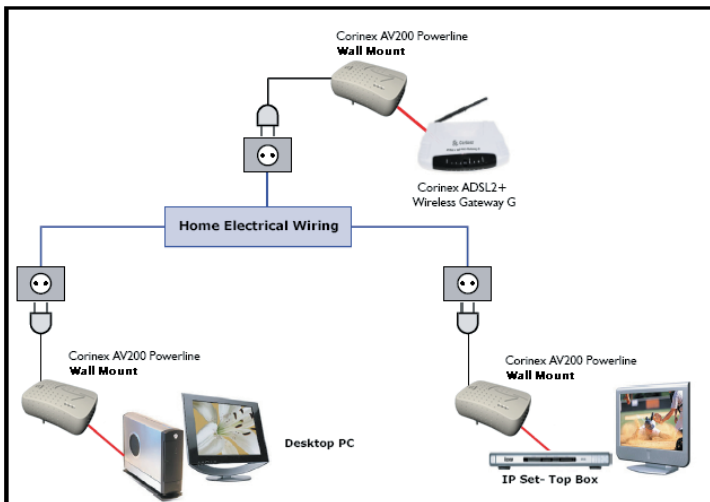 Corinex AV200 Powerline
Wall Mount
Corinex ADSL2+
Wireless Gateway G
Home Electrical Wiring
Corinex AV200 Powerline
Wall Mount
Desktop PC
Corinex AV200 Powerline
Wall Mount
IP Set- Top Box